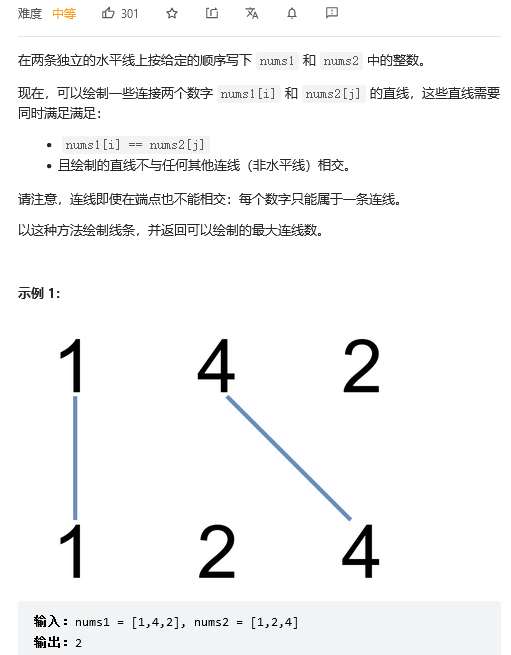 难度 中等 301
在两条独立的水平线上按给定的顺序写下 nums1 和 nums2 中的整数。
现在，可以绘制一些连接两个数字 nums1[i] 和 nums2[j] 的直线，这些直线需要
同时满足满足：
nums1[i] == nums2[j]
且绘制的直线不与任何其他连线（非水平线）相交。
请注意，连线即使在端点也不能相交：每个数字只能属于一条连线。
以这种方法绘制线条，并返回可以绘制的最大连线数。
示例 1：
1 4 2
1 2 4
输入：nums1 = [1,4,2], nums2 = [1,2,4]
输出：2